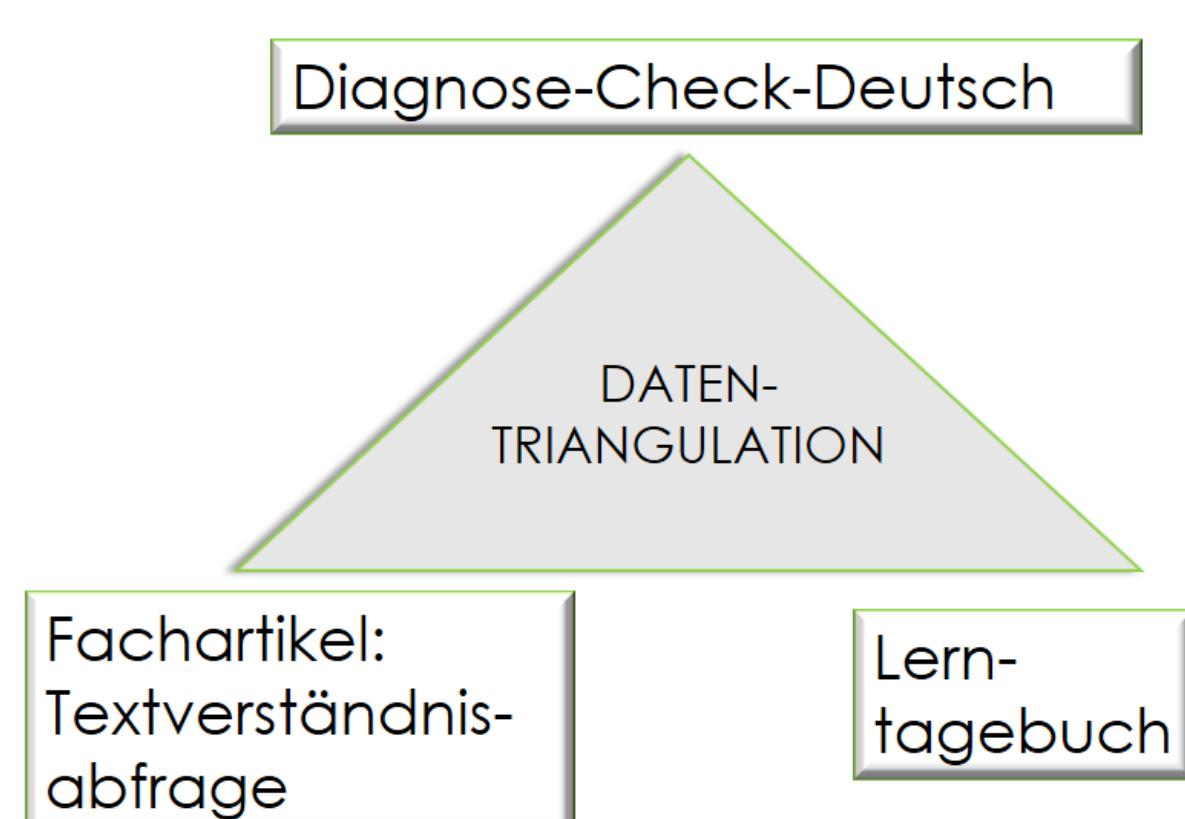 Diagnose-Check-Deutsch
DATEN-
TRIANGULATION
Fachartikel:
Textverständnis-
abfrage
Lern-
tagebuch